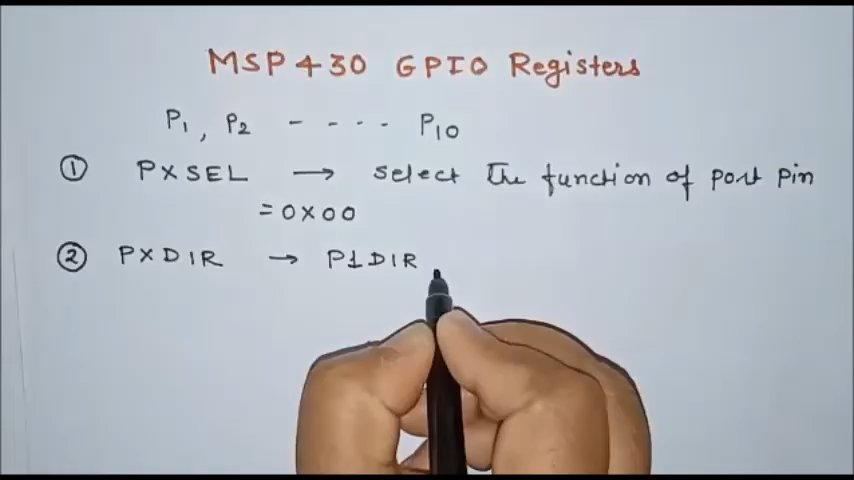 MSP430 GPIO Registers
P1, P2 - - - - - P10
① PXSEL → select the function of port pin
= 0X00
② PXDIR → P1DIR